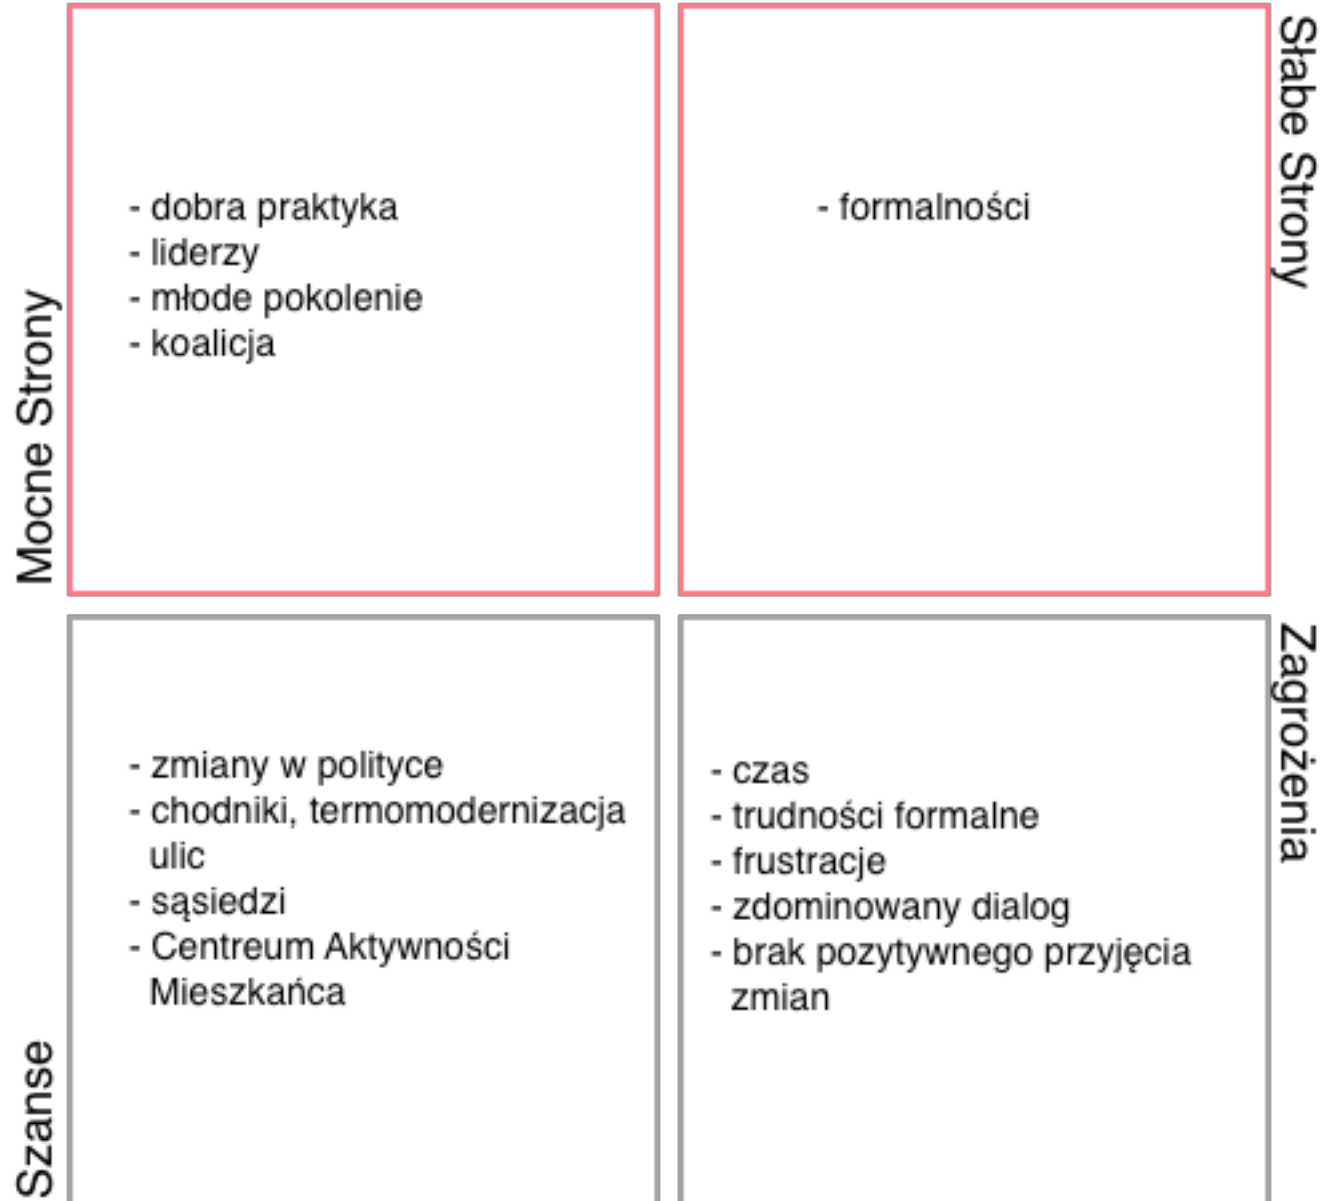 Mocne Strony
- dobra praktyka
- liderzy
- młode pokolenie
- koalicja
Słabe Strony
- formalności
Szanse
- zmiany w polityce
- chodniki, termomodernizacja
ulic
- sąsiedzi
- Centreum Aktywności
Mieszkańca
Zagrożenia
- czas
- trudności formalne
- frustracje
- zdominowany dialog
- brak pozytywnego przyjęcia
zmian